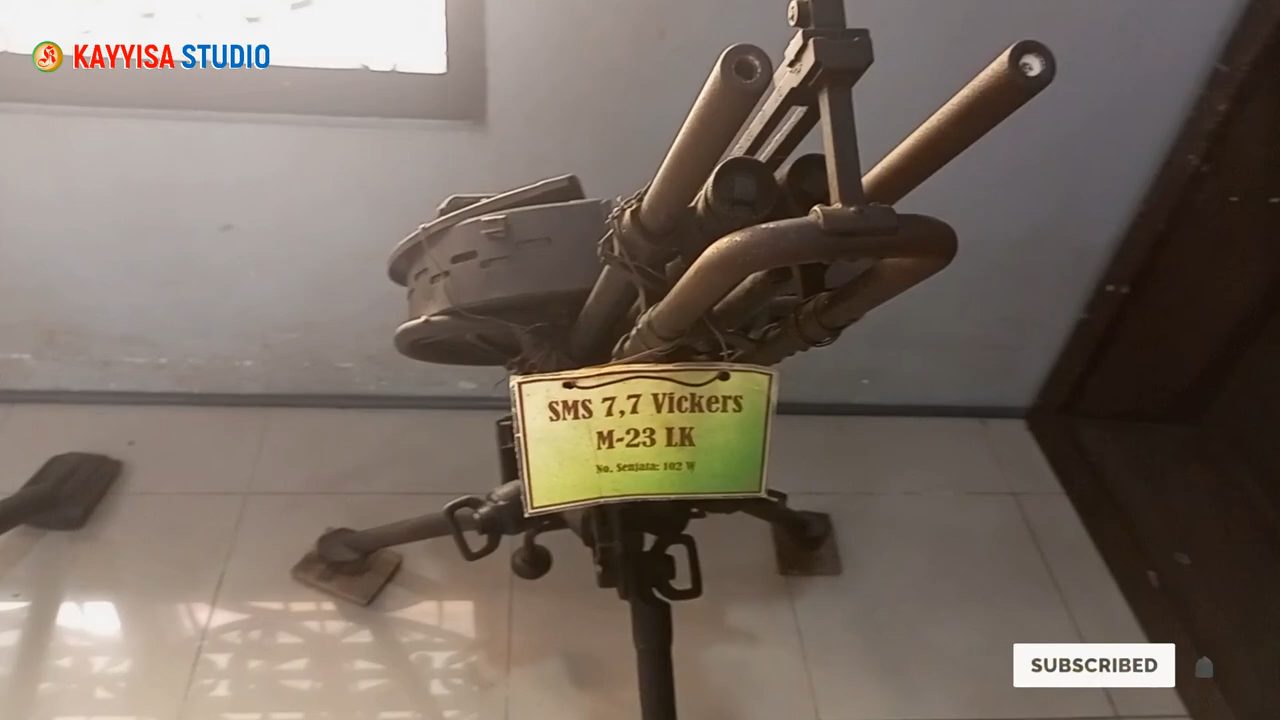 KAYYISA STUDIO
SMS 7,7 Vickers
M-23 LK
No. Senjata: 102 W
SUBSCRIBED